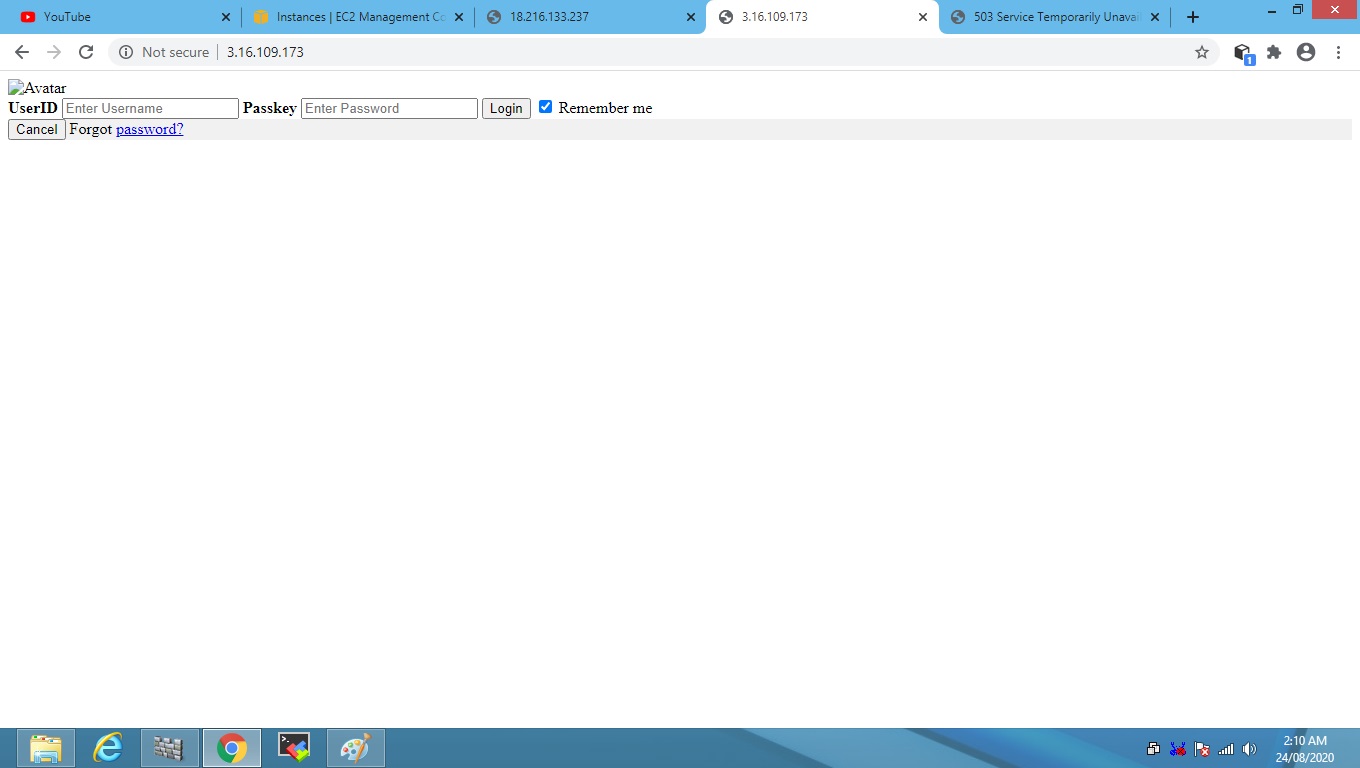 YouTube
Instances | EC2 Management Co
18.216.133.237
3.16.109.173
503 Service Temporarily Unavai
Not secure
3.16.109.173
1
Avatar
UserID Enter Username Passkey Enter Password Login Remember me
Cancel Forgot password?
2:10 AM
24/08/2020